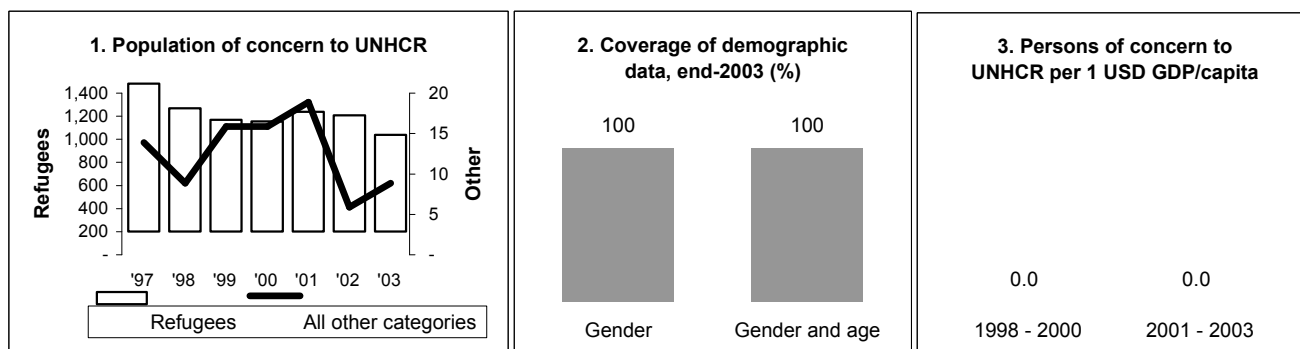 1. Population of concern to UNHCR
1,400
1,200
1,000
800
600
400
200
-
Refugees
20
15
10
5
-
Other
'97 '98 '99 '00 '01 '02 '03
Refugees All other categories
2. Coverage of demographic
data, end-2003 (%)
100 100
Gender Gender and age
3. Persons of concern to
UNHCR per 1 USD GDP/capita
0.0 0.0
1998 - 2000 2001 - 2003